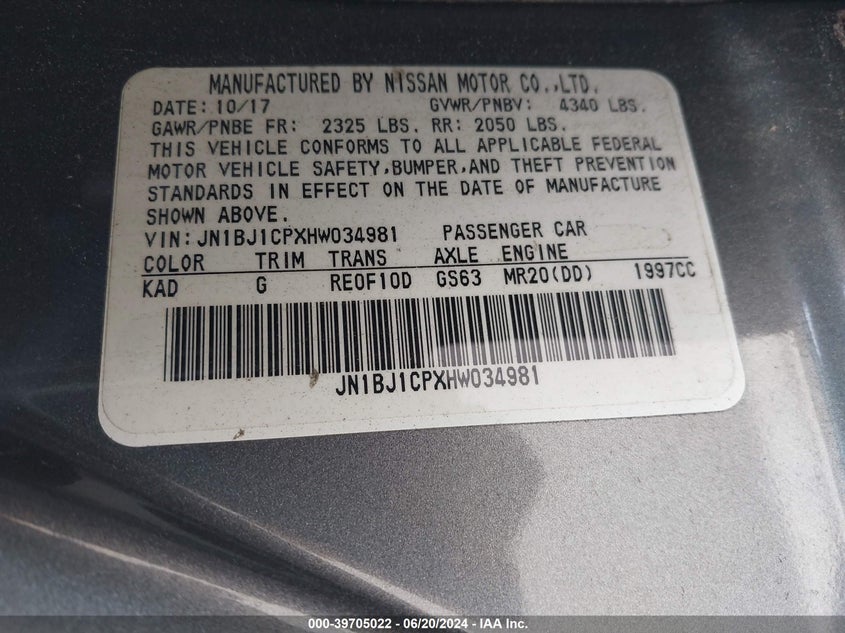 MANUFACTURED BY NISSAN MOTOR CO.,LTD.
DATE: 10/17 GVWR/PNBV: 4340 LBS.
GAWR/PNBE FR: 2325 LBS. RR: 2050 LBS.
THIS VEHICLE CONFORMS TO ALL APPLICABLE FEDERAL
MOTOR VEHICLE SAFETY,BUMPER,AND THEFT PREVENTION
STANDARDS IN EFFECT ON THE DATE OF MANUFACTURE
SHOWN ABOVE.
VIN: JN1BJ1CPXHW034981 PASSENGER CAR
COLOR TRIM TRANS AXLE ENGINE
KAD G RE0F10D GS63 MR20(DD) 1997CC
JN1BJ1CPXHW034981
000-39705022 - 06/20/2024 - IAA Inc.